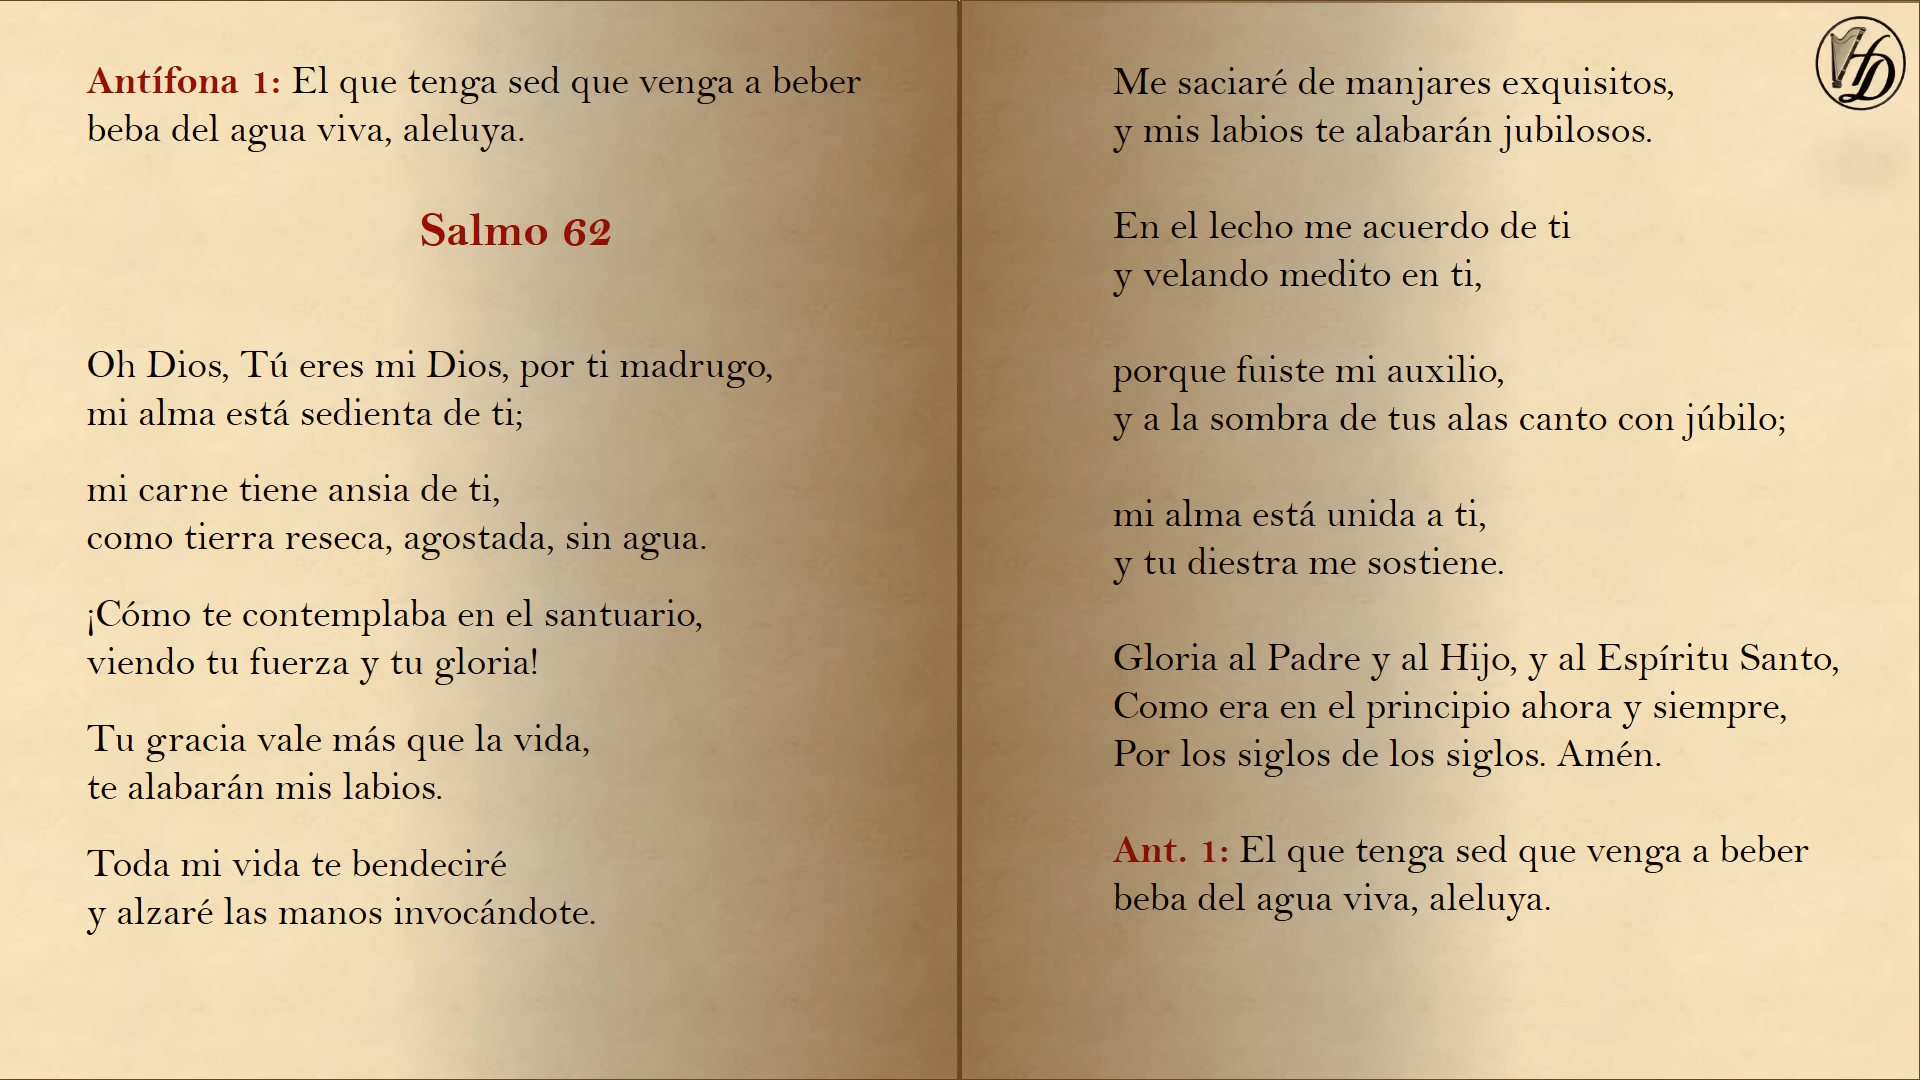 Antífona 1: El que tenga sed que venga a beber
beba del agua viva, aleluya.
Salmo 62
Oh Dios, Tú eres mi Dios, por ti madrugo,
mi alma está sedienta de ti;
mi carne tiene ansia de ti,
como tierra reseca, agostada, sin agua.
¡Cómo te contemplaba en el santuario,
viendo tu fuerza y tu gloria!
Tu gracia vale más que la vida,
te alabarán mis labios.
Toda mi vida te bendeciré
y alzaré las manos invocándote.
Me saciaré de manjares exquisitos,
y mis labios te alabarán jubilosos.
En el lecho me acuerdo de ti
y velando medito en ti,
porque fuiste mi auxilio,
y a la sombra de tus alas canto con júbilo;
mi alma está unida a ti,
y tu diestra me sostiene.
Gloria al Padre y al Hijo, y al Espíritu Santo,
Como era en el principio ahora y siempre,
Por los siglos de los siglos. Amén.
Ant. 1: El que tenga sed que venga a beber
beba del agua viva, aleluya.
HD